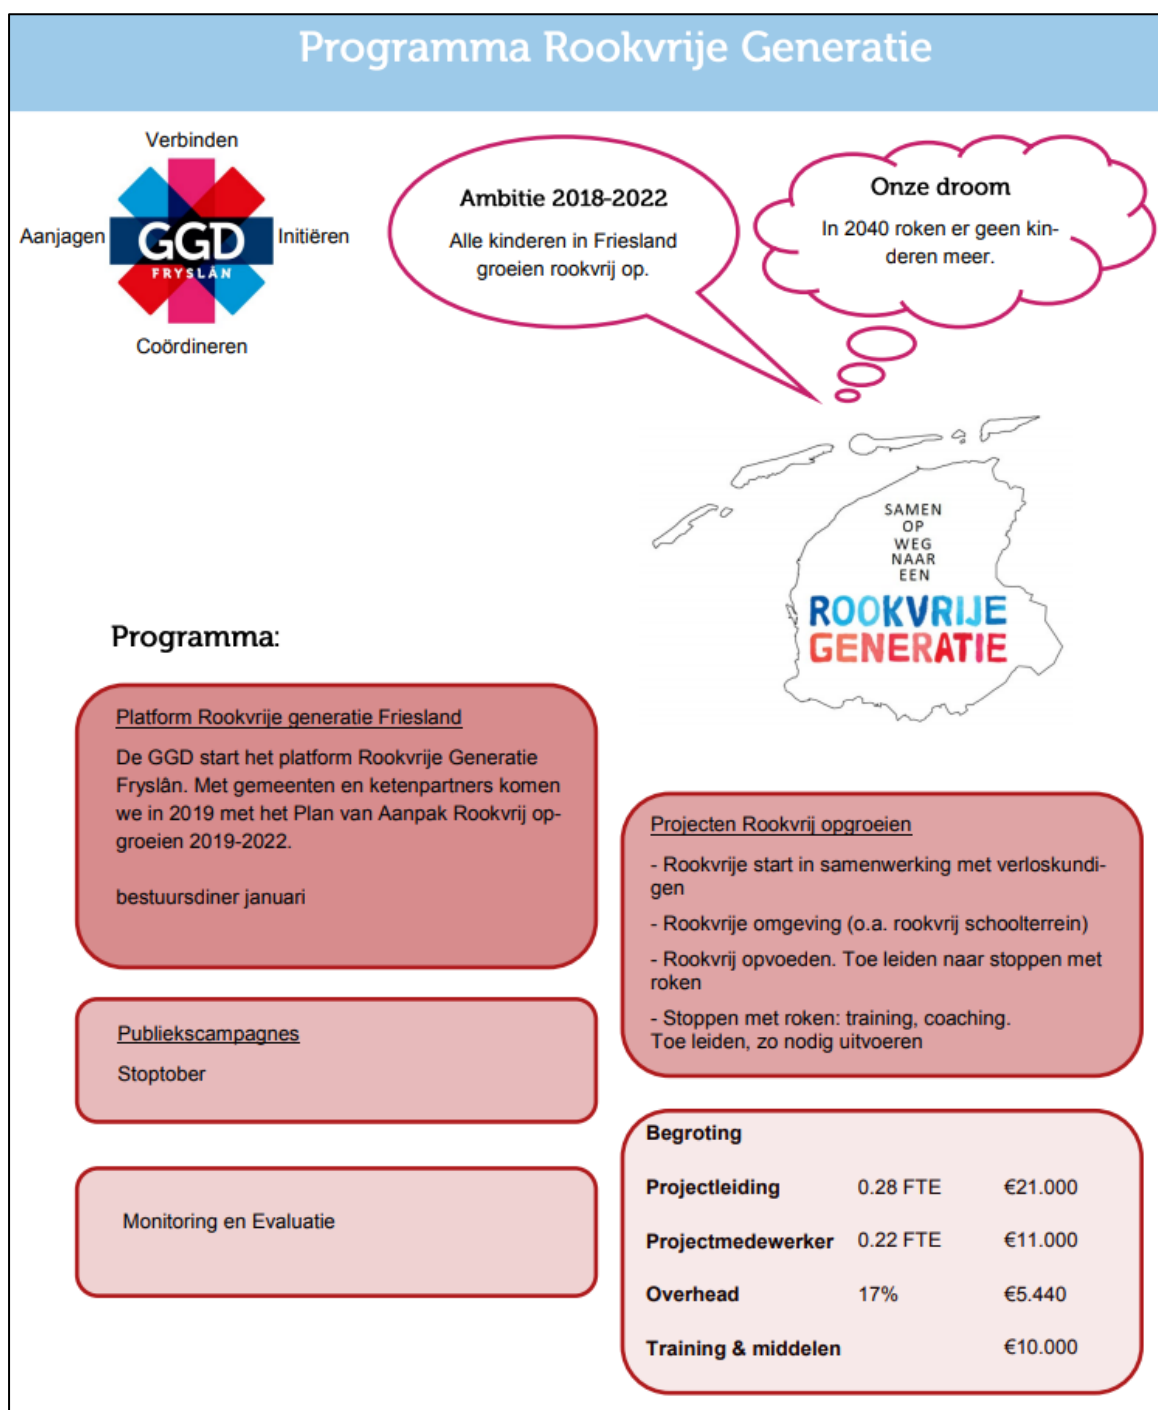 Programma Rookvrije Generatie
Verbinden
Aanjagen
GGD
FRYSLÂN
Initiëren
Coördineren
Ambitie 2018-2022
Alle kinderen in Friesland
groeien rookvrij op.
Onze droom
In 2040 roken er geen kin-
deren meer.
SAMEN
OP
WEG
NAAR
EEN
ROOKVRIJE
GENERATIE
Programma:
Platform Rookvrije generatie Friesland
De GGD start het platform Rookvrije Generatie
Fryslân. Met gemeenten en ketenpartners komen
we in 2019 met het Plan van Aanpak Rookvrij op-
groeien 2019-2022.
bestuursdiner januari
Publiekscampagnes
Stoptober
Monitoring en Evaluatie
Projecten Rookvrij opgroeien
- Rookvrije start in samenwerking met verloskundi-
gen
- Rookvrije omgeving (o.a. rookvrij schoolterrein)
- Rookvrij opvoeden. Toe leiden naar stoppen met
roken
- Stoppen met roken: training, coaching.
Toe leiden, zo nodig uitvoeren
Begroting
Projectleiding 0.28 FTE €21.000
Projectmedewerker 0.22 FTE €11.000
Overhead 17% €5.440
Training & middelen €10.000